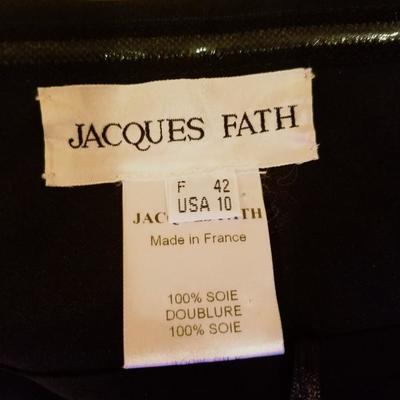 JACQUES FATH
F 42
USA 10
JACQUES FATH
Made in France
100% SOIE
DOUBLURE
100% SOIE